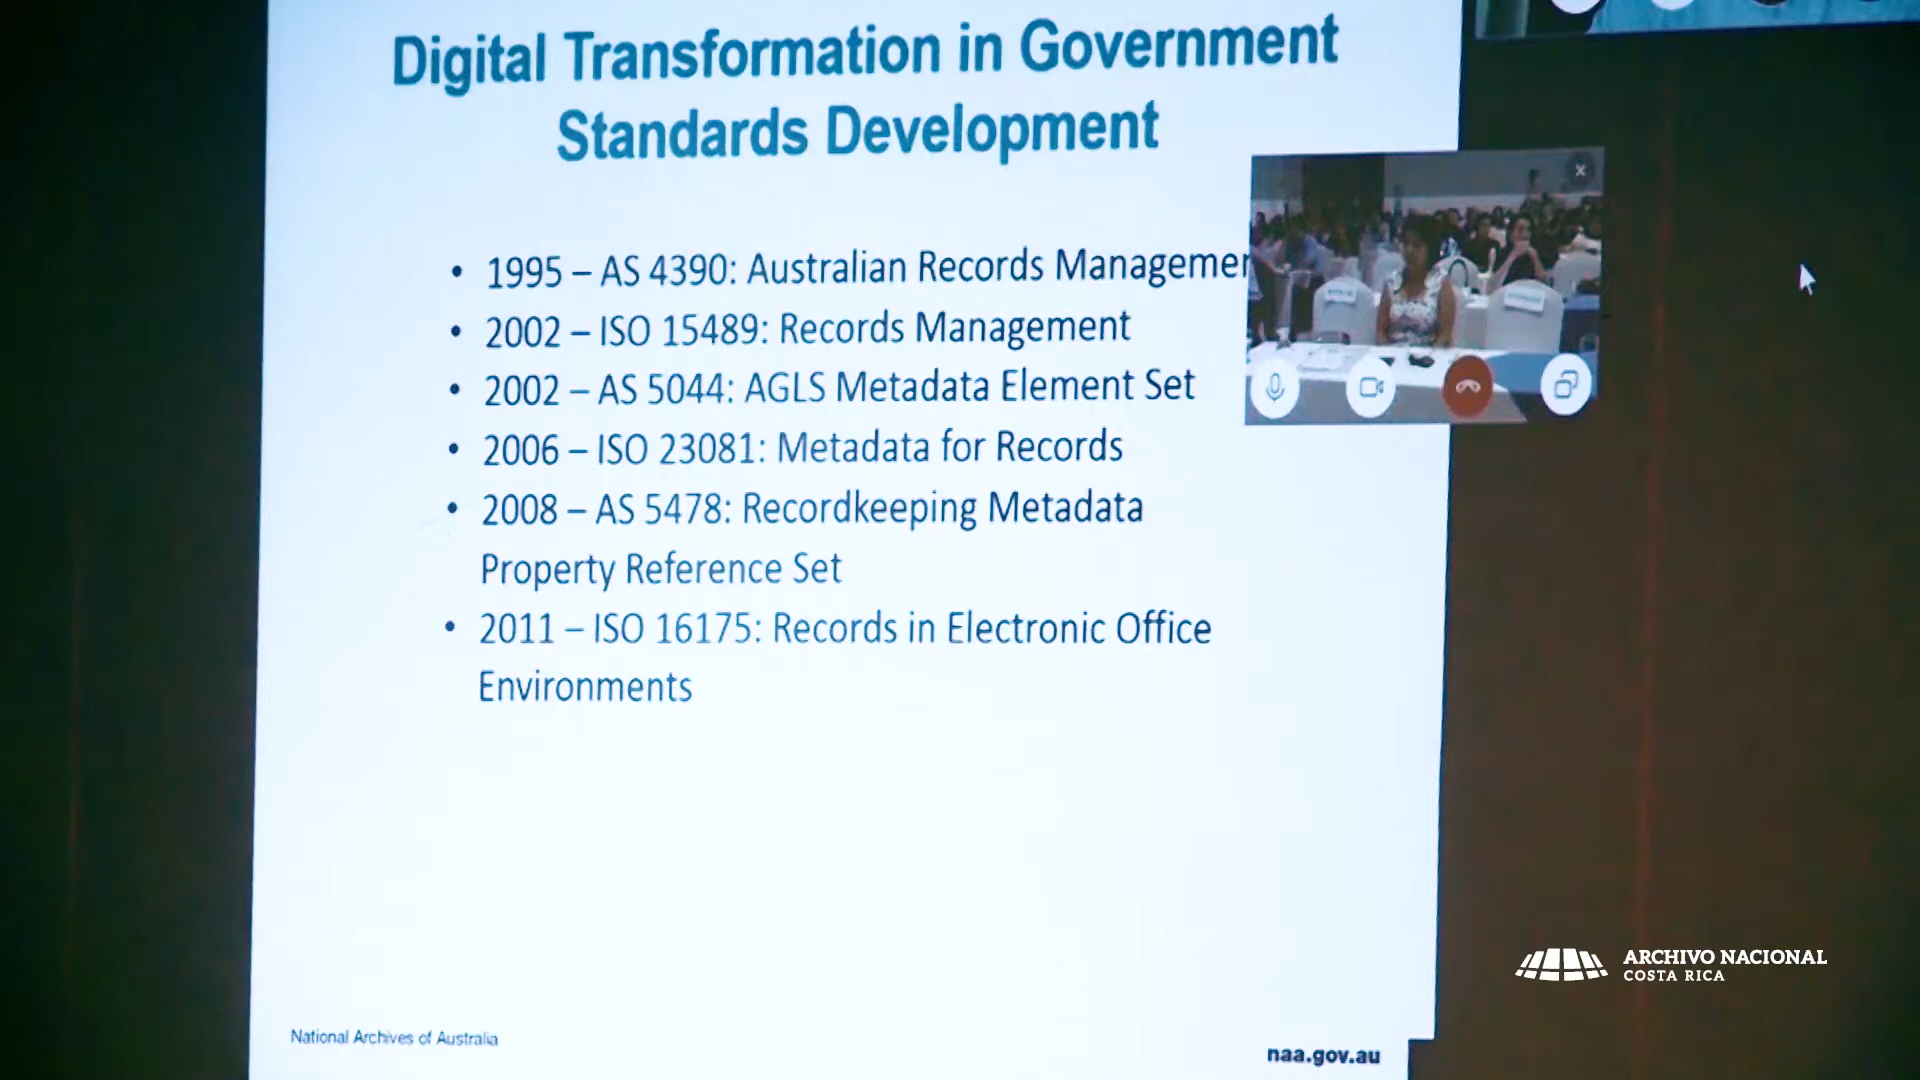 Digital Transformation in Government
Standards Development
• 1995 – AS 4390: Australian Records
• 2002 – ISO 15489: Records Management
• 2002 – AS 5044: AGLS Metadata Element Set
• 2006 – ISO 23081: Metadata for Records
• 2008 – AS 5478: Recordkeeping Metadata
Property Reference Set
• 2011 – ISO 16175: Records in Electronic Office
Environments
ARCHIVO NACIONAL
COSTA RICA
National Archives of Australia
naa.gov.au